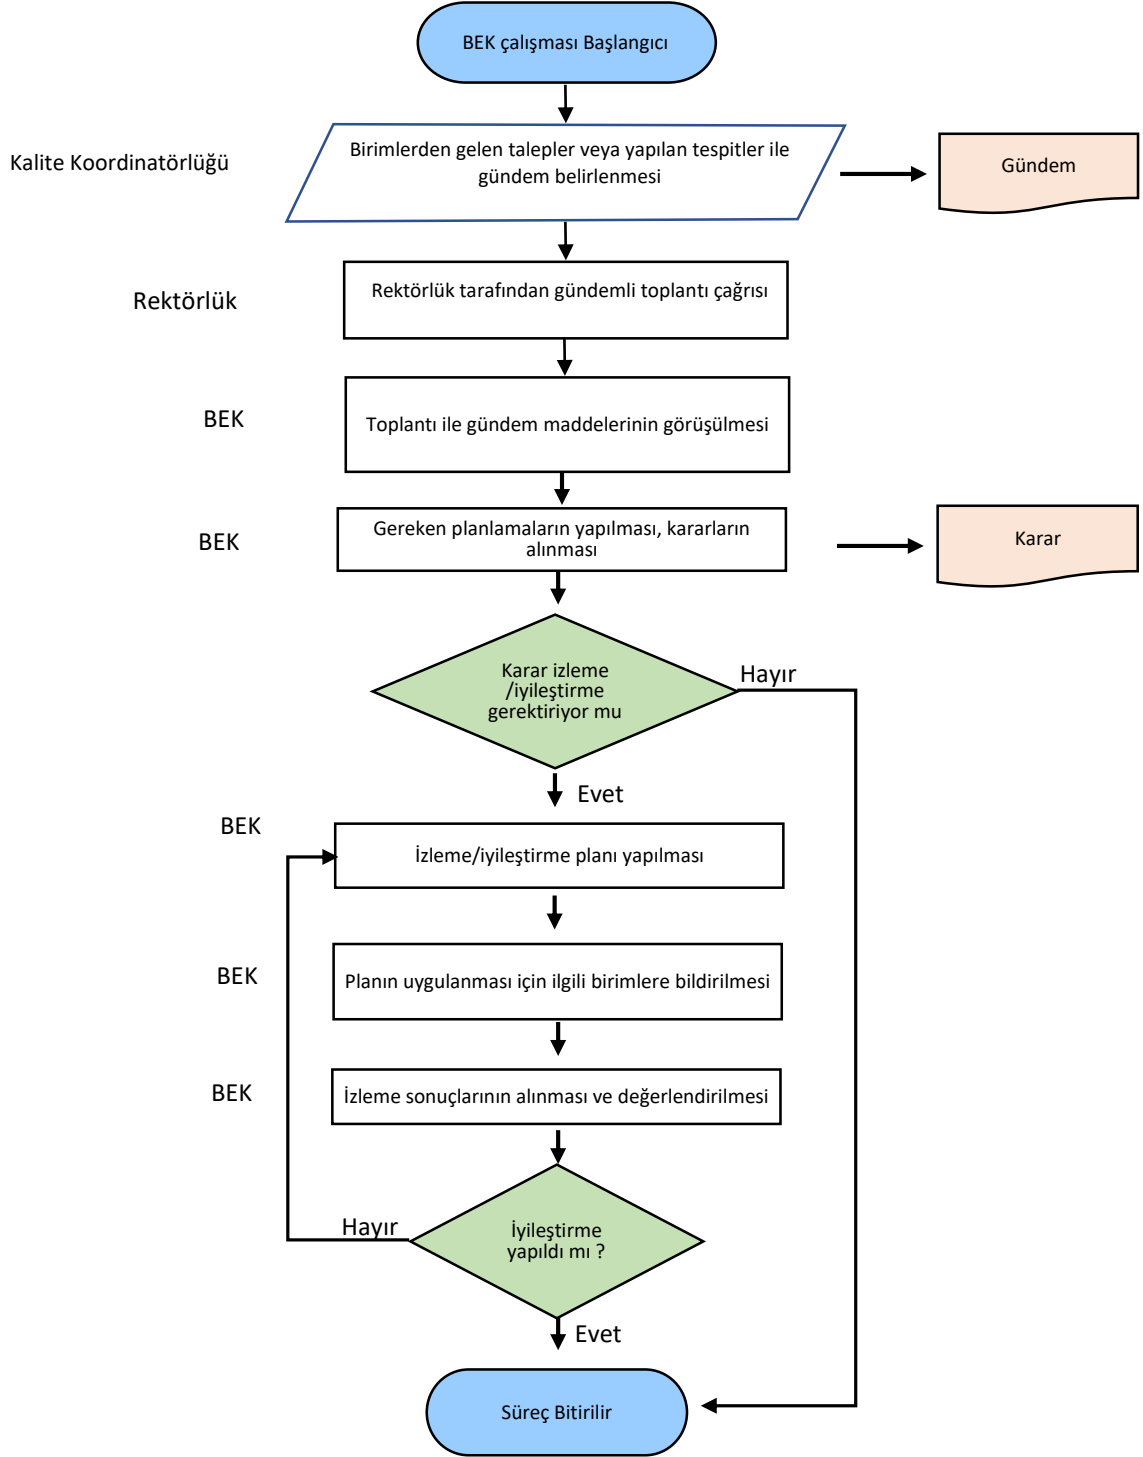 BEK çalışması Başlangıcı
Kalite Koordinatörlüğü
Birimlerden gelen talepler veya yapılan tespitler ile
gündem belirlenmesi
Gündem
Rektörlük
Rektörlük tarafından gündemli toplantı çağrısı
BEK
Toplantı ile gündem maddelerinin görüşülmesi
BEK
Gereken planlamaların yapılması, kararların
alınması
Karar
Karar izleme
/iyileştirme
gerektiriyor mu
Hayır
Evet
BEK
İzleme/iyileştirme planı yapılması
BEK
Planın uygulanması için ilgili birimlere bildirilmesi
BEK
İzleme sonuçlarının alınması ve değerlendirilmesi
Hayır
İyileştirme
yapıldı mı ?
Evet
Süreç Bitirilir